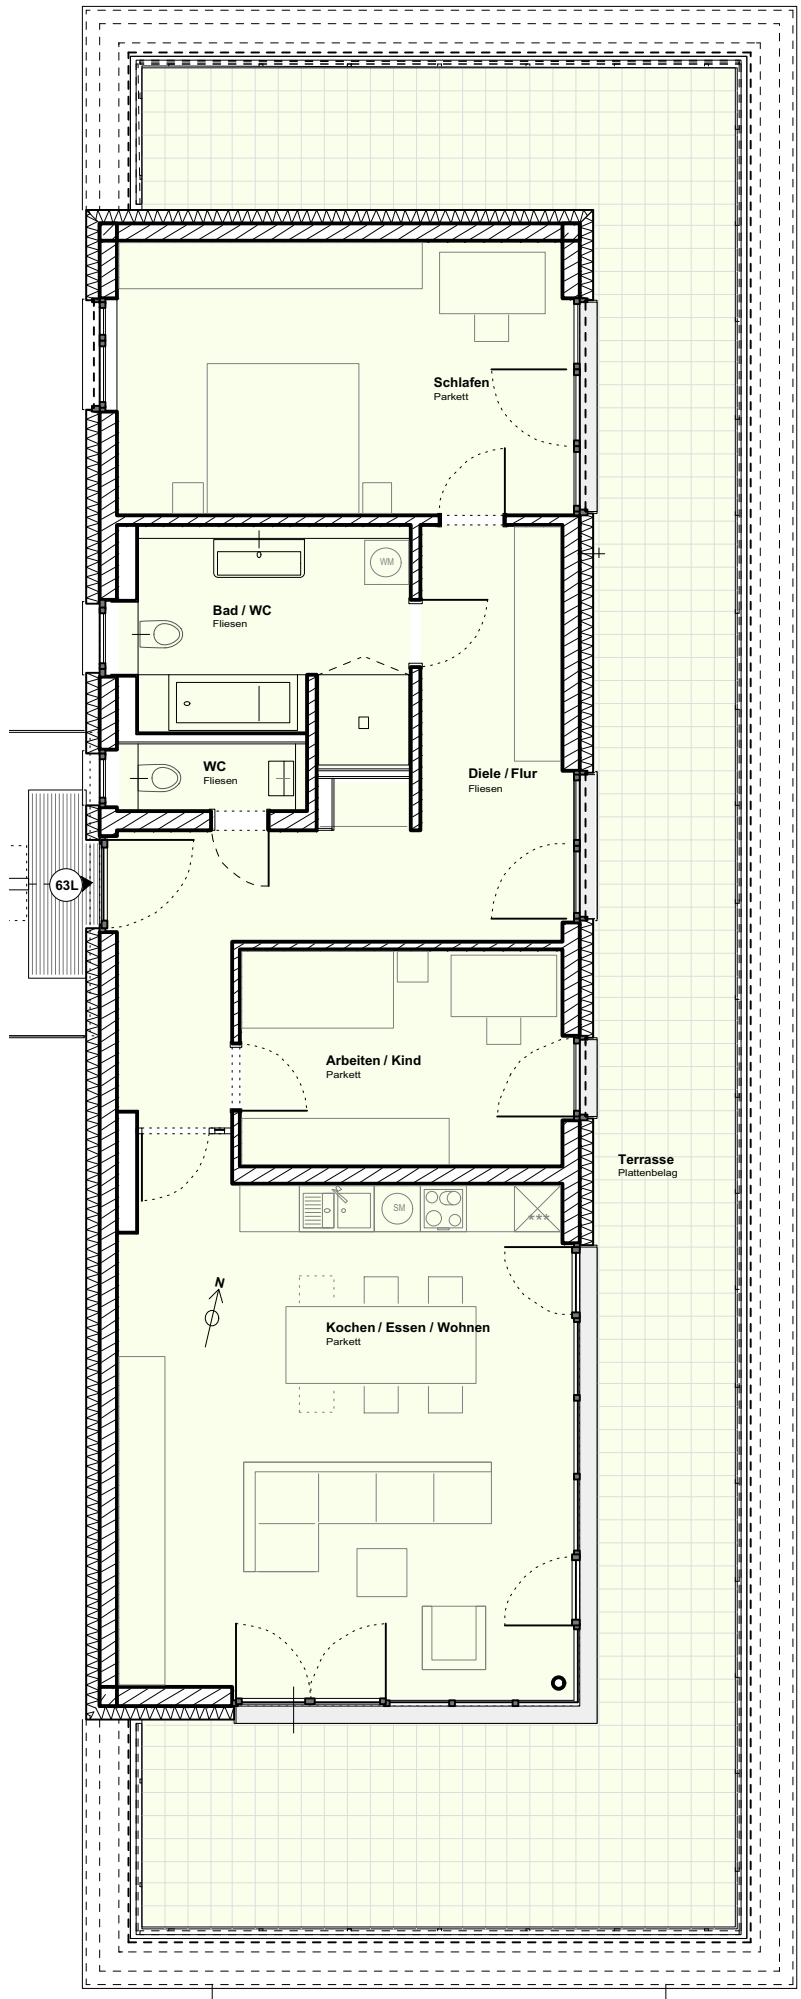 Schlafen
Parkett
WM
Bad / WC
Fliesen
WC
Fliesen
Diele / Flur
Fliesen
63L
Arbeiten / Kind
Parkett
Terrasse
Plattenbelag
SM
***
N
Kochen / Essen / Wohnen
Parkett